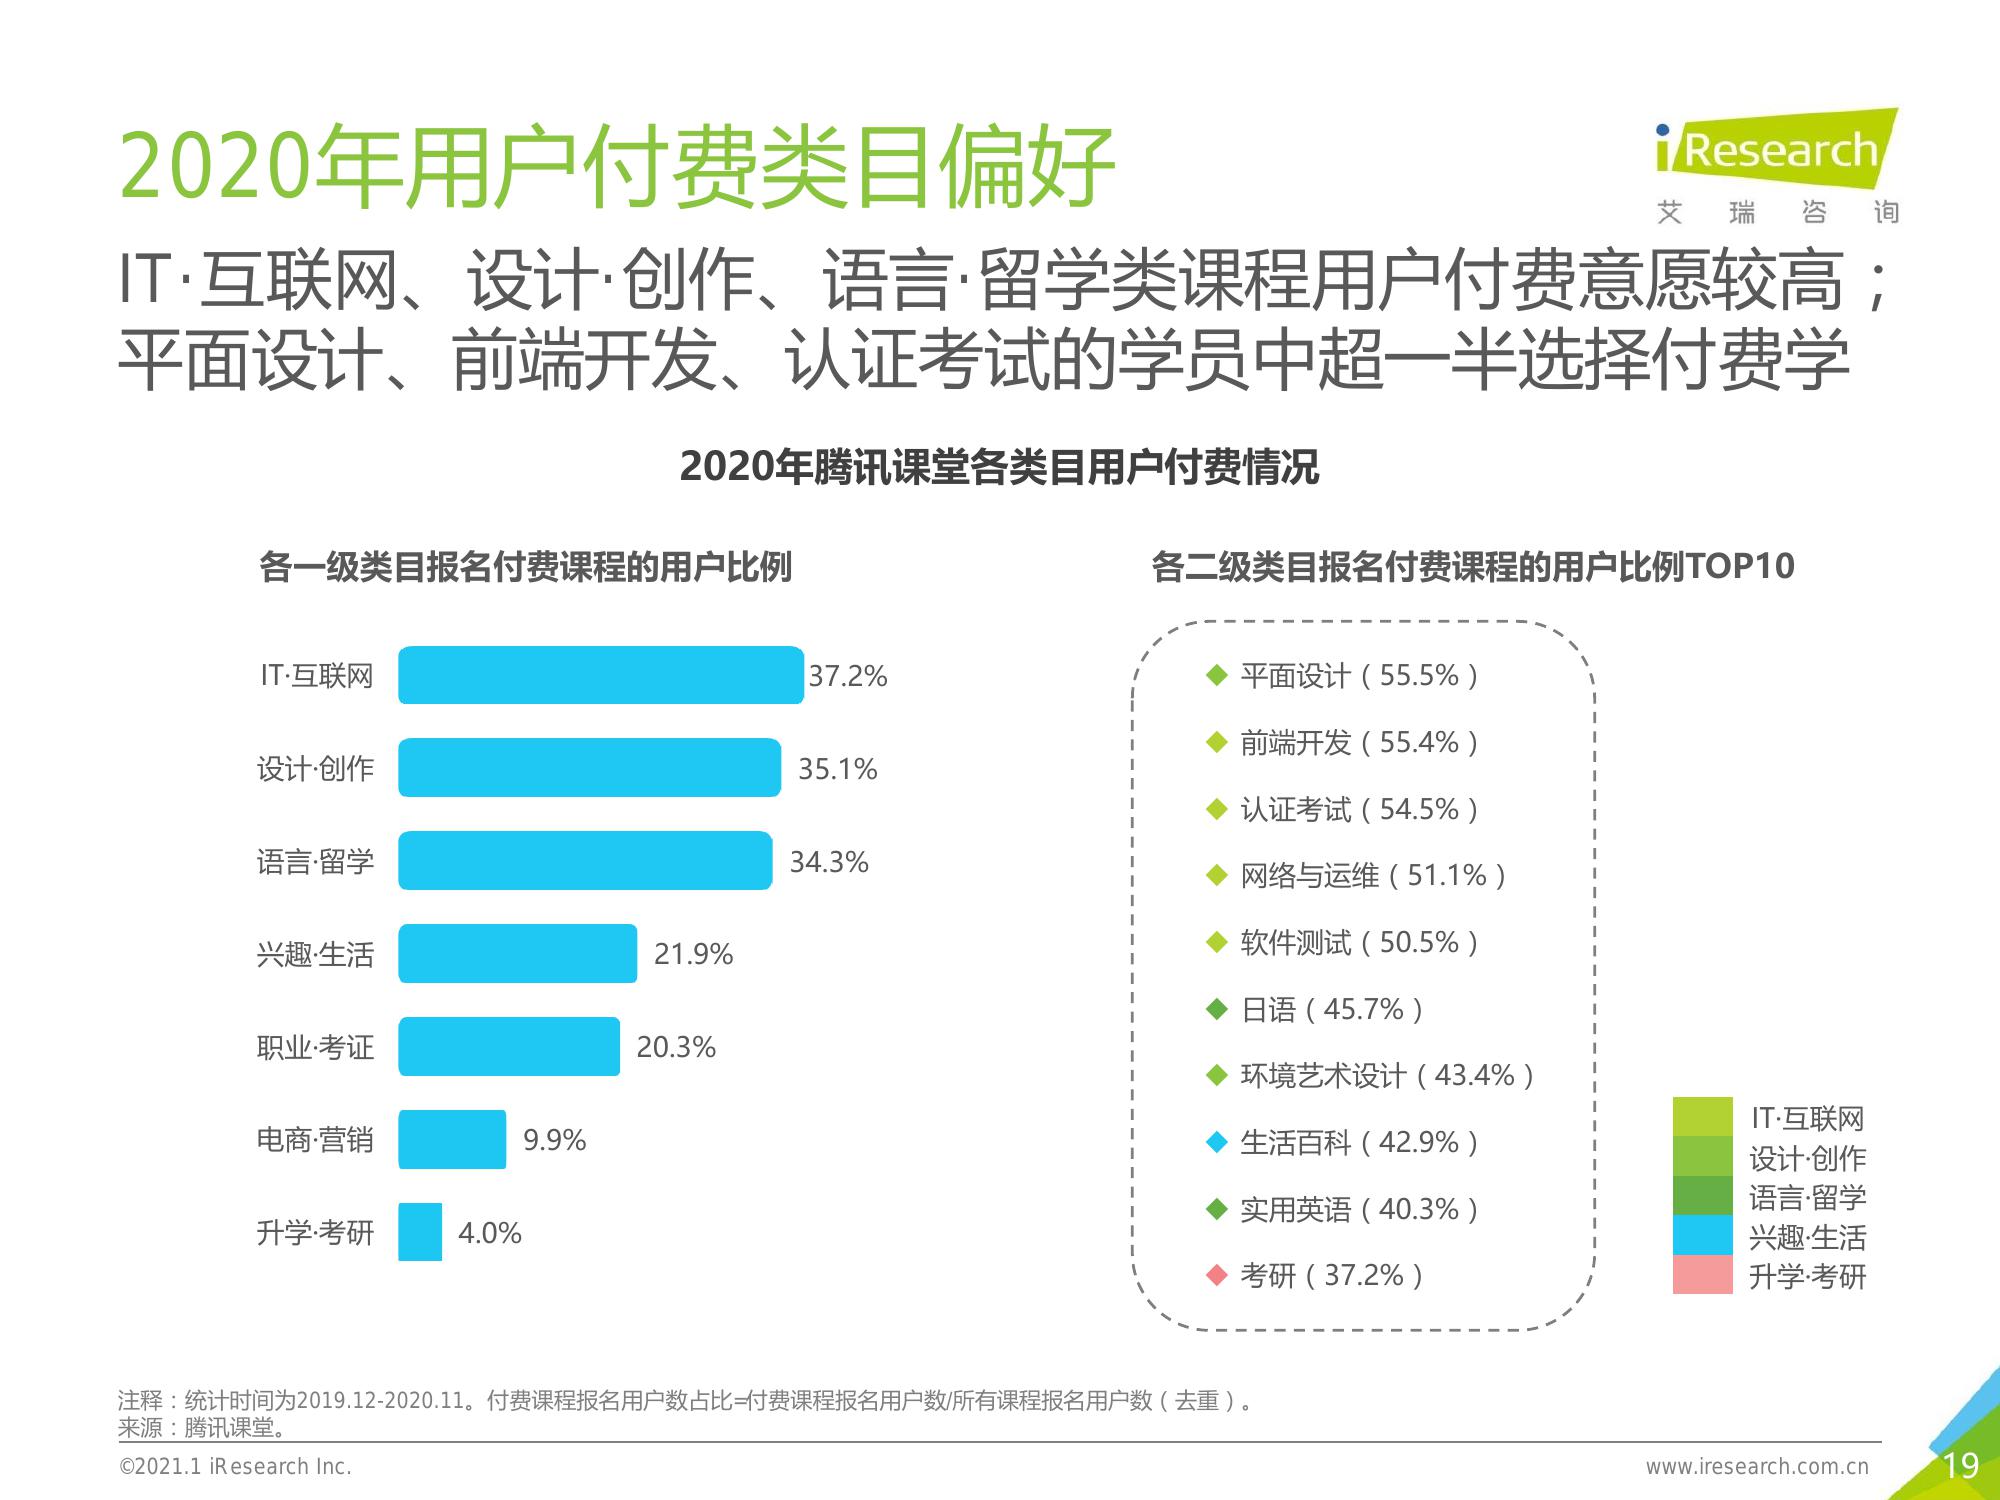 2020年用户付费类目偏好
iResearch
艾瑞咨询
IT·互联网、设计·创作、语言·留学类课程用户付费意愿较高；
平面设计、前端开发、认证考试的学员中超一半选择付费学
2020年腾讯课堂各类目用户付费情况
各一级类目报名付费课程的用户比例
IT·互联网 37.2%
设计·创作 35.1%
语言·留学 34.3%
兴趣·生活 21.9%
职业·考证 20.3%
电商·营销 9.9%
升学·考研 4.0%
各二级类目报名付费课程的用户比例TOP10
平面设计（55.5%）
前端开发（55.4%）
认证考试（54.5%）
网络与运维（51.1%）
软件测试（50.5%）
日语（45.7%）
环境艺术设计（43.4%）
生活百科（42.9%）
实用英语（40.3%）
考研（37.2%）
IT·互联网
设计·创作
语言·留学
兴趣·生活
升学·考研
注释：统计时间为2019.12-2020.11。付费课程报名用户数占比=付费课程报名用户数/所有课程报名用户数（去重）。
来源：腾讯课堂。
©2021.1 iResearch Inc.
www.iresearch.com.cn
19